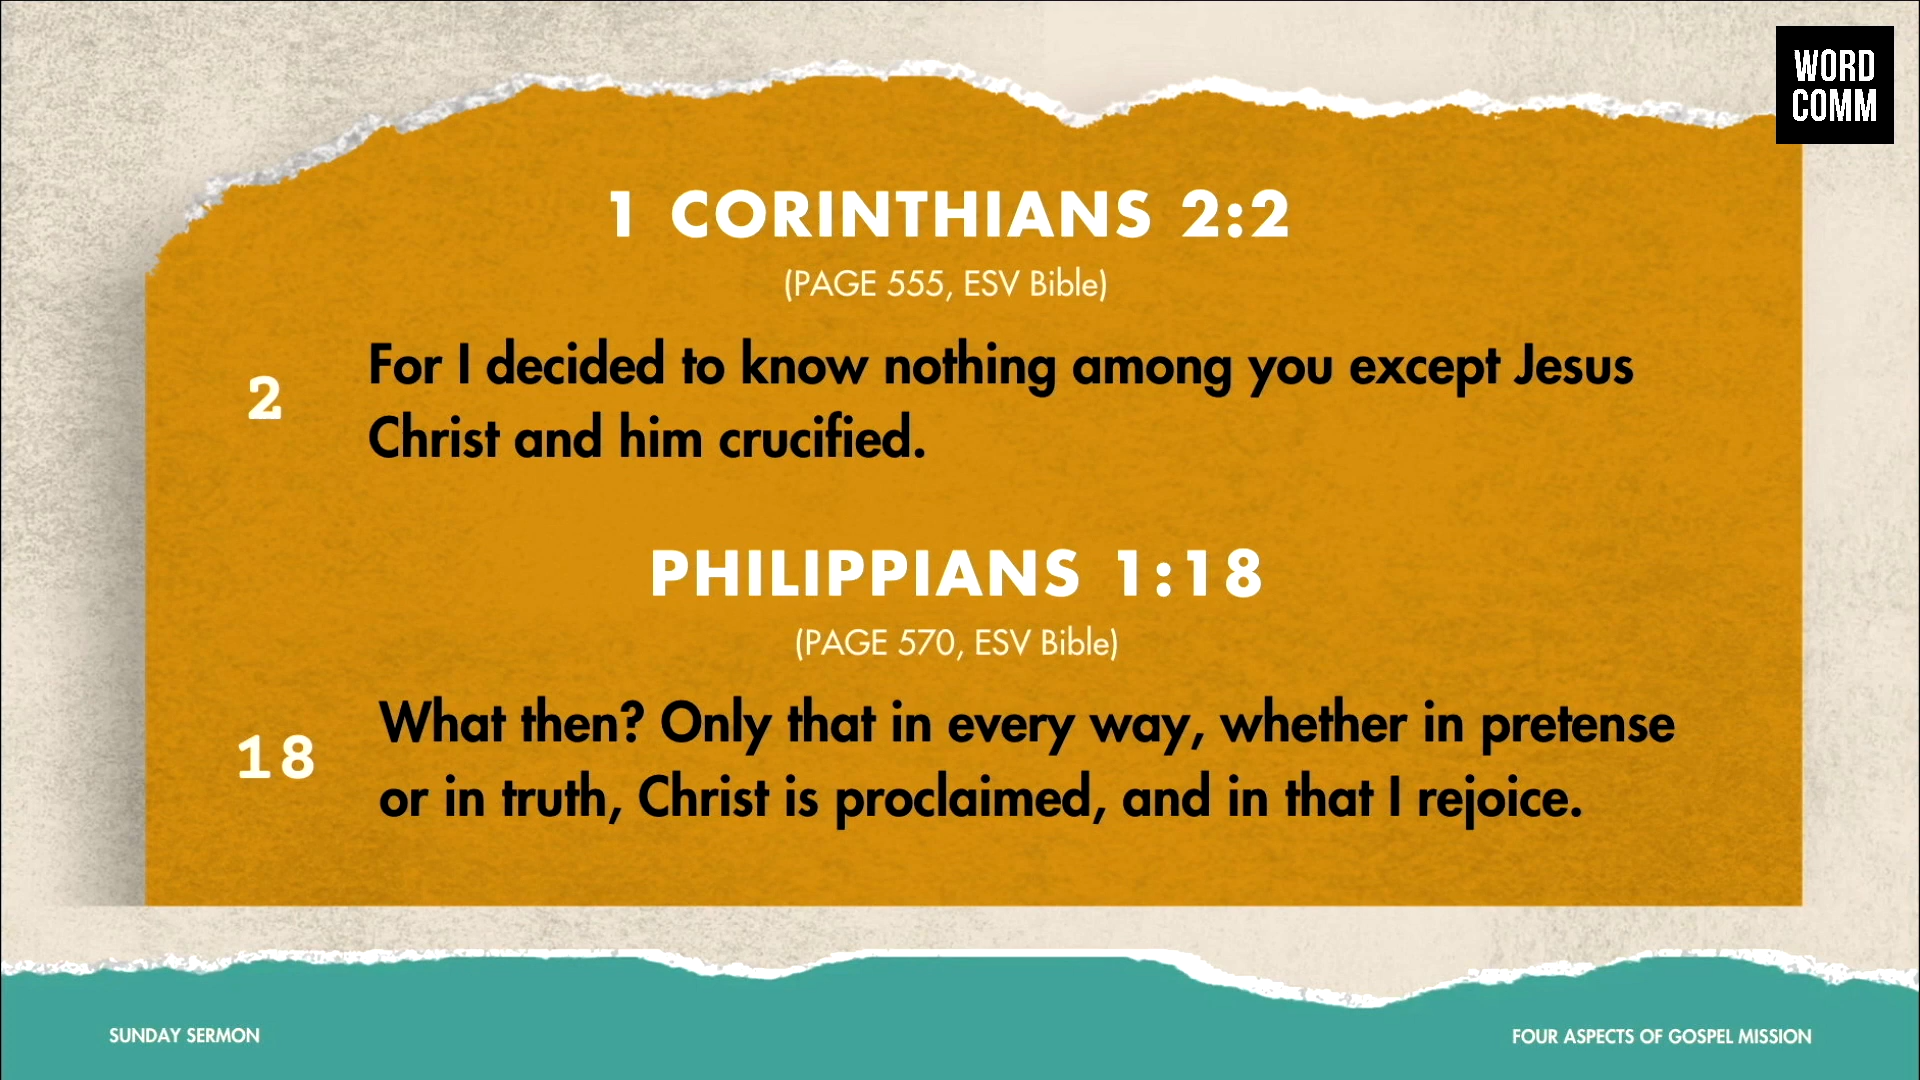 WORD
COMM
1 CORINTHIANS 2:2
(PAGE 555, ESV Bible)
2
For I decided to know nothing among you except Jesus
Christ and him crucified.
PHILIPPIANS 1:18
(PAGE 570, ESV Bible)
18
What then? Only that in every way, whether in pretense
or in truth, Christ is proclaimed, and in that I rejoice.
SUNDAY SERMON
FOUR ASPECTS OF GOSPEL MISSION